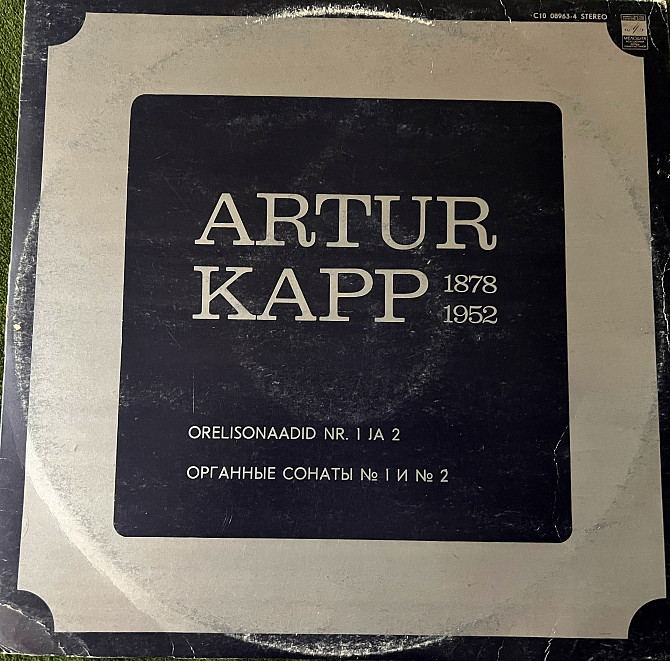 С10 08963-4 STEREO
МЕЛОДИЯ
ARTUR
KAPP 1878
1952
ORELISONAADID NR. 1 JA 2
ОРГАННЫЕ СОНАТЫ № 1 И № 2